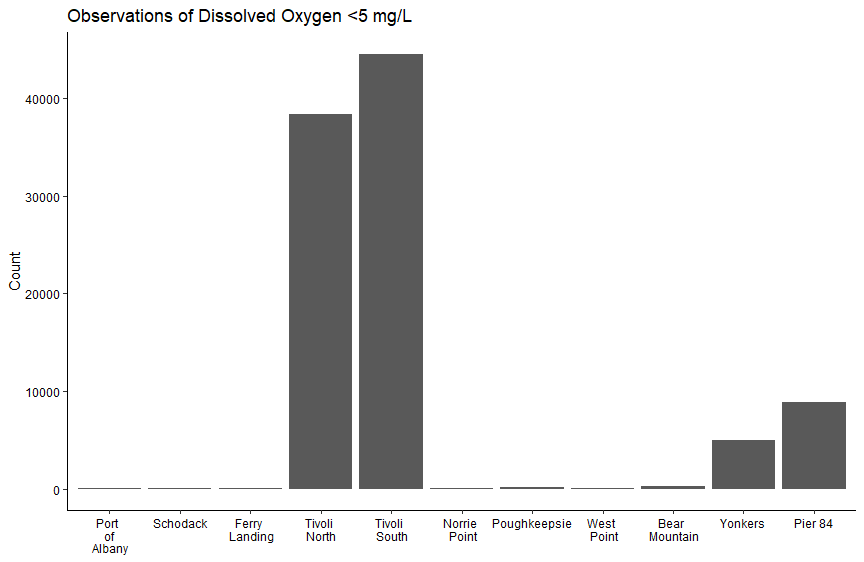 Observations of Dissolved Oxygen <5 mg/L
Count
40000
30000
20000
10000
0
Port
of
Albany
Schodack
Ferry
Landing
Tivoli
North
Tivoli
South
Norrie
Point
Poughkeepsie
West
Point
Bear
Mountain
Yonkers
Pier 84